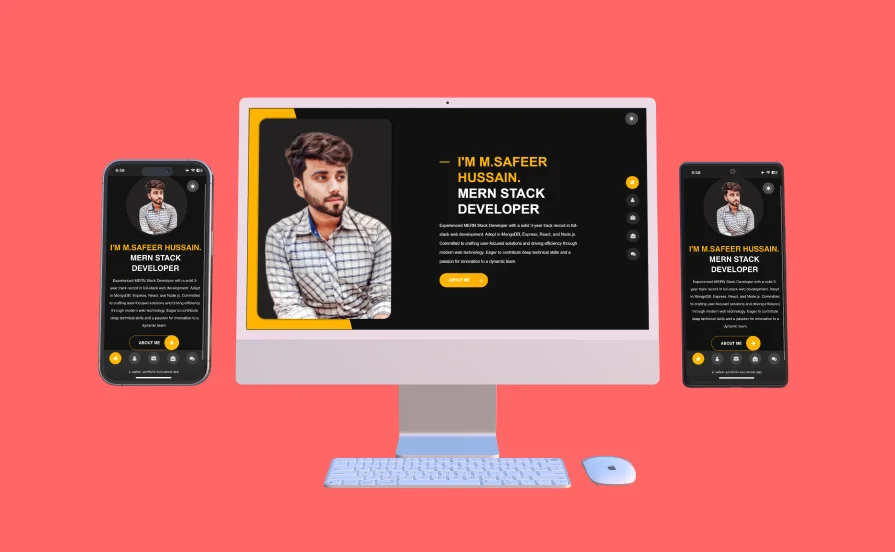 6:58
I'M M.SAFEER HUSSAIN.
MERN STACK
DEVELOPER
Experienced MERN Stack Developer with a solid 3-
year track record in full-stack web development. Adept
in MongoDB, Express, React, and Node.js. Committed
to crafting user-focused solutions and driving efficiency
through modern web technology. Eager to contribute
deep technical skills and a passion for innovation to a
dynamic team.
ABOUT ME
I'M M.SAFEER
HUSSAIN.
MERN STACK
DEVELOPER
Experienced MERN Stack Developer with a solid 3-year track record in full-
stack web development. Adept in MongoDB, Express, React, and Node.js.
Committed to crafting user-focused solutions and driving efficiency through
modern web technology. Eager to contribute deep technical skills and a
passion for innovation to a dynamic team.
ABOUT ME
6:58
I'M M.SAFEER HUSSAIN.
MERN STACK
DEVELOPER
Experienced MERN Stack Developer with a solid 3-
year track record in full-stack web development. Adept
in MongoDB, Express, React, and Node.js. Committed
to crafting user-focused solutions and driving efficiency
through modern web technology. Eager to contribute
deep technical skills and a passion for innovation to a
dynamic team.
ABOUT ME